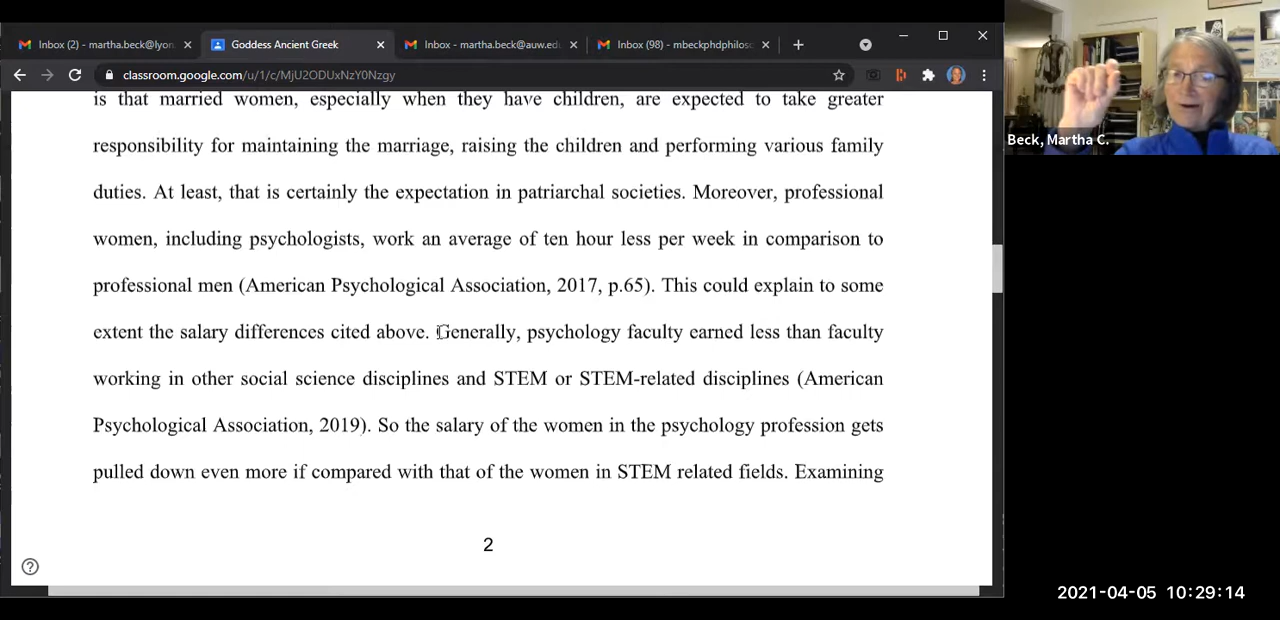 Inbox (2) - martha.beck@lyon.
Goddess Ancient Greek
Inbox - martha.beck@auw.ed
Inbox (98) - mbeckphdphilos
classroom.google.com/u/1/c/MjU2ODUxNzY0Nzgy
is that married women, especially when they have children, are expected to take greater
responsibility for maintaining the marriage, raising the children and performing various family
duties. At least, that is certainly the expectation in patriarchal societies. Moreover, professional
women, including psychologists, work an average of ten hour less per week in comparison to
professional men (American Psychological Association, 2017, p.65). This could explain to some
extent the salary differences cited above. Generally, psychology faculty earned less than faculty
working in other social science disciplines and STEM or STEM-related disciplines (American
Psychological Association, 2019). So the salary of the women in the psychology profession gets
pulled down even more if compared with that of the women in STEM related fields. Examining
2
Beck, Martha C.
2021-04-05 10:29:14